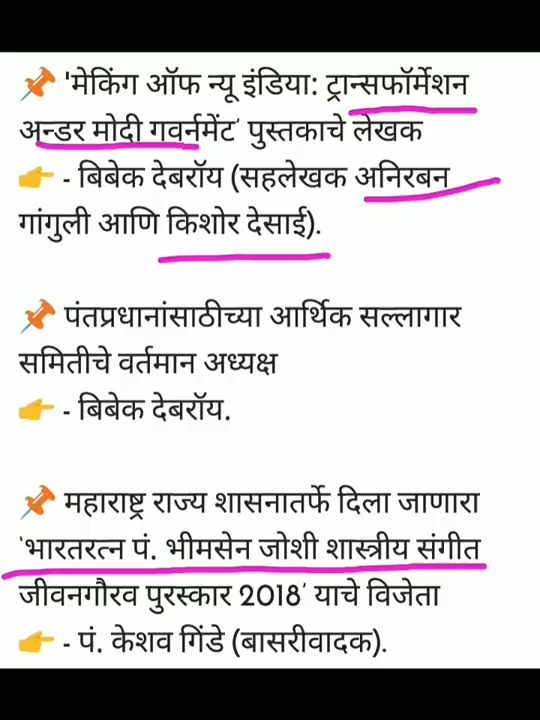 'मेकिंग ऑफ न्यू इंडिया: ट्रान्सफॉर्मेशन
अन्डर मोदी गवर्नमेंट' पुस्तकाचे लेखक
- बिबेक देबरॉय (सहलेखक अनिरबन
गांगुली आणि किशोर देसाई).
पंतप्रधानांसाठीच्या आर्थिक सल्लागार
समितीचे वर्तमान अध्यक्ष
- बिबेक देबरॉय.
महाराष्ट्र राज्य शासनातर्फे दिला जाणारा
'भारतरत्न पं. भीमसेन जोशी शास्त्रीय संगीत
जीवनगौरव पुरस्कार 2018' याचे विजेता
- पं. केशव गिंडे (बासरीवादक).